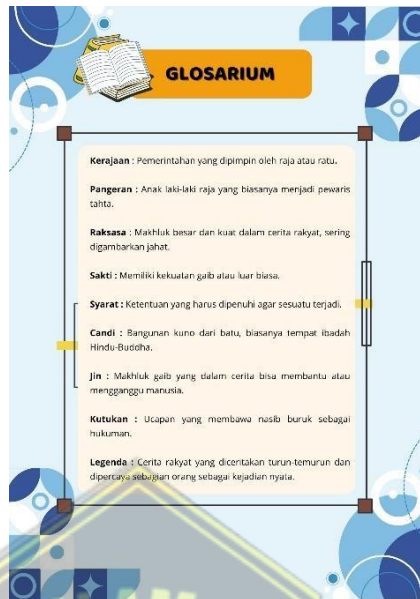 GLOSARIUM
Kerajaan : Pemerintahan yang dipimpin oleh raja atau ratu.
Pangeran : Anak laki-laki raja yang biasanya menjadi pewaris
tahta.
Raksasa : Makhluk besar dan kuat dalam cerita rakyat, sering
digambarkan jahat.
Sakti : Memiliki kekuatan gaib atau luar biasa.
Syarat : Ketentuan yang harus dipenuhi agar sesuatu terjadi.
Candi : Bangunan kuno dari batu, biasanya tempat ibadah
Hindu-Buddha.
Jin : Makhluk gaib yang dalam cerita bisa membantu atau
mengganggu manusia.
Kutukan : Ucapan yang membawa nasib buruk sebagai
hukuman.
Legenda : Cerita rakyat yang diceritakan turun-temurun dan
dipercaya sebagian orang sebagai kejadian nyata.